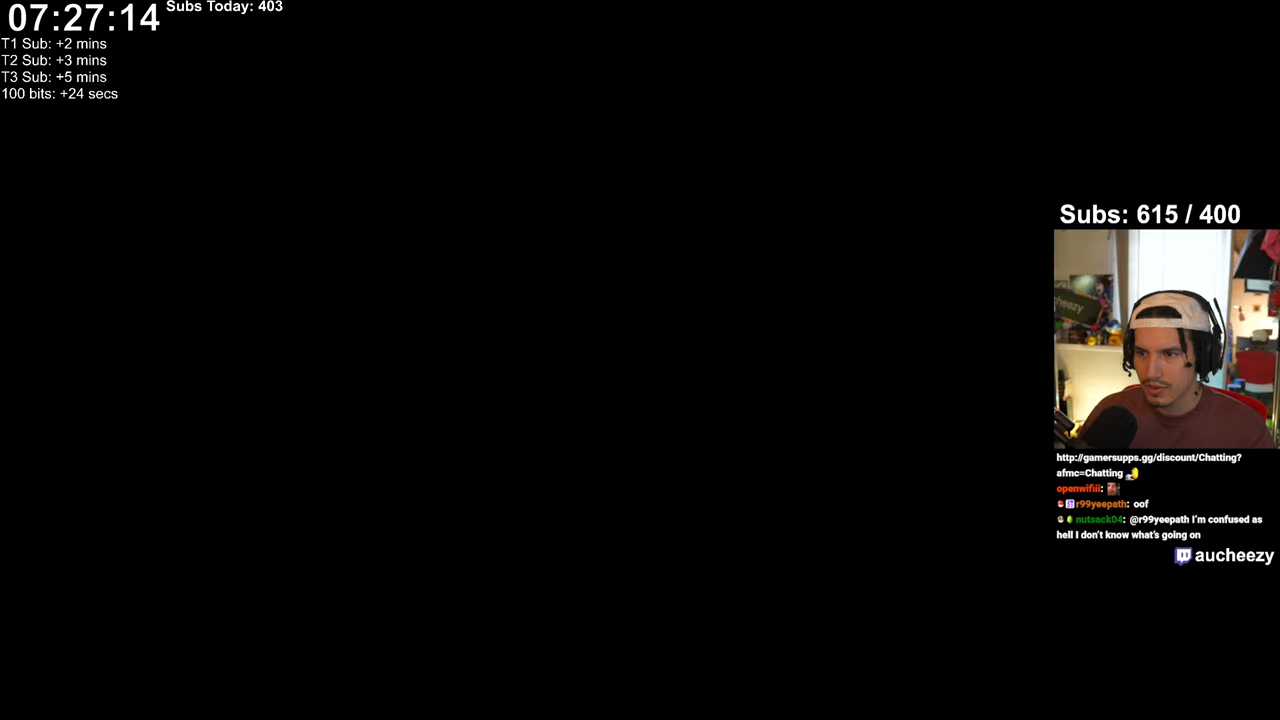 07:27:14
Subs Today: 403
T1 Sub: +2 mins
T2 Sub: +3 mins
T3 Sub: +5 mins
100 bits: +24 secs
Subs: 615 / 400
cheezy
http://gamersupps.gg/discount/Chatting?
afmc=Chatting
openwifiii:
r99yeepath: oof
nutsack04: @r99yeepath I'm confused as
hell I don't know what's going on
aucheezy